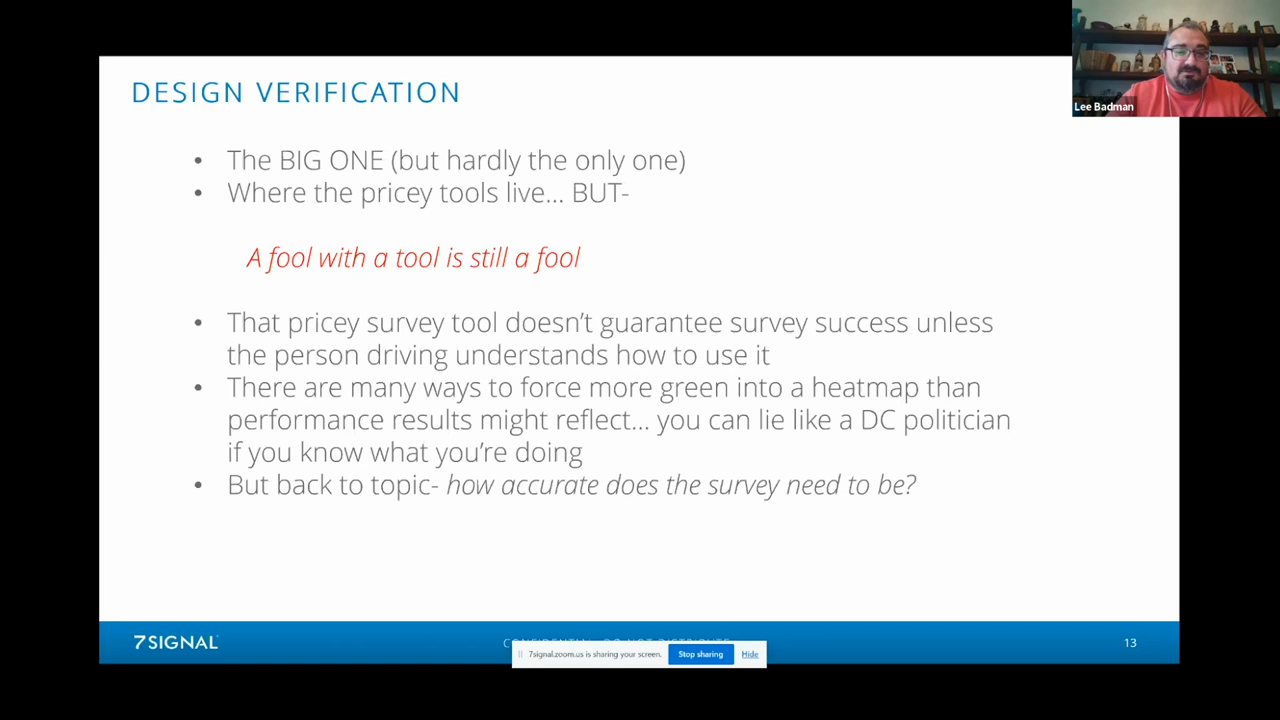 DESIGN VERIFICATION
Lee Badman
• The BIG ONE (but hardly the only one)
• Where the pricey tools live... BUT-
A fool with a tool is still a fool
• That pricey survey tool doesn't guarantee survey success unless
the person driving understands how to use it
• There are many ways to force more green into a heatmap than
performance results might reflect... you can lie like a DC politician
if you know what you're doing
• But back to topic- how accurate does the survey need to be?
7SIGNAL
13
7signal.zoom.us is sharing your screen.
Stop sharing
Hide